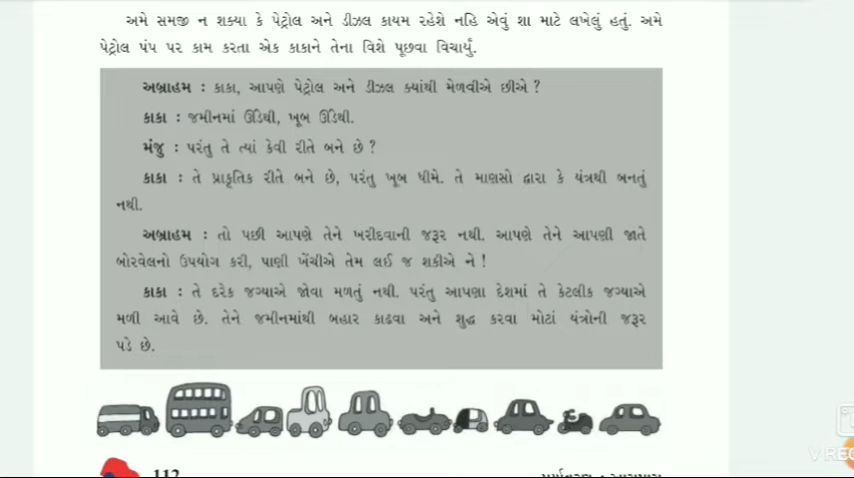 અમે સમજી ન શક્યા કે પેટ્રોલ અને ડીઝલ કાયમ રહેશે નહિ એવું શા માટે લખેલું હતું. અમે
પેટ્રોલ પંપ પર કામ કરતા એક કાકાને તેના વિશે પૂછવા વિચાર્યું.
અબ્રાહમ : કાકા, આપણે પેટ્રોલ અને ડીઝલ ક્યાંથી મેળવીએ છીએ ?
કાકા : જમીનમાં ઊંડેથી, ખૂબ ઊંડેથી.
મંજુ : પરંતુ તે ત્યાં કેવી રીતે બને છે ?
કાકા : તે પ્રાકૃતિક રીતે બને છે, પરંતુ ખૂબ ધીમે. તે માણસો દ્વારા કે યંત્રથી બનતું
નથી.
અબ્રાહમ : તો પછી આપણે તેને ખરીદવાની જરૂર નથી. આપણે તેને આપણી જાતે
બોરવેલનો ઉપયોગ કરી, પાણી ખેંચીએ તેમ લઈ જ શકીએ ને !
કાકા : તે દરેક જગ્યાએ જોવા મળતું નથી. પરંતુ આપણા દેશમાં તે કેટલીક જગ્યાએ
મળી આવે છે. તેને જમીનમાંથી બહાર કાઢવા અને શુદ્ધ કરવા મોટાં યંત્રોની જરૂર
પડે છે.
112